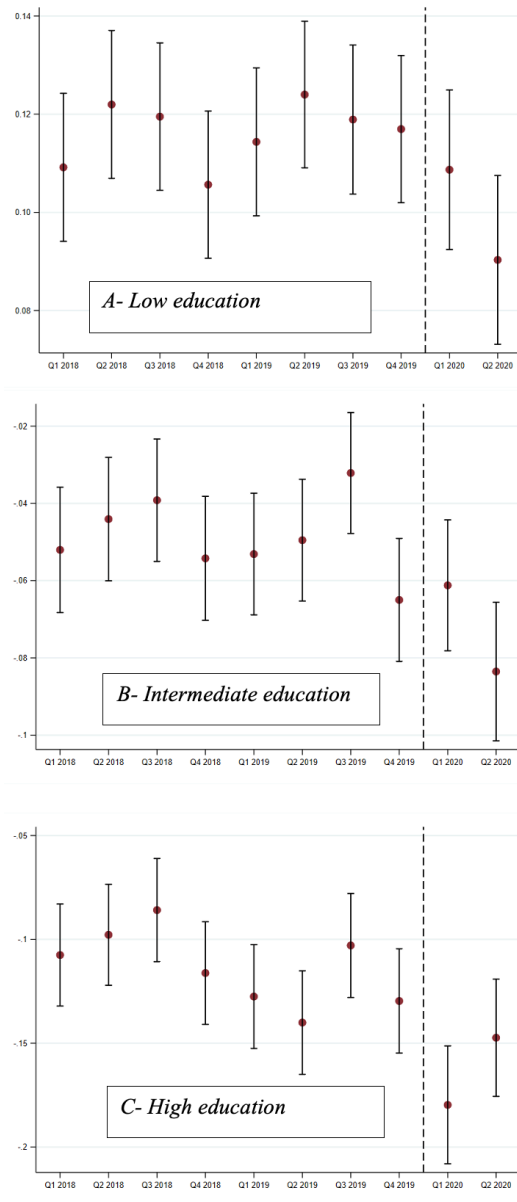 0.14
0.12
0.10
0.08
A- Low education
Q1 2018 Q2 2018 Q3 2018 Q4 2018 Q1 2019 Q2 2019 Q3 2019 Q4 2019 Q1 2020 Q2 2020
-.02
-.04
-.06
-.08
-.1
B- Intermediate education
Q1 2018 Q2 2018 Q3 2018 Q4 2018 Q1 2019 Q2 2019 Q3 2019 Q4 2019 Q1 2020 Q2 2020
-.05
-.1
-.15
-.2
C- High education
Q1 2018 Q2 2018 Q3 2018 Q4 2018 Q1 2019 Q2 2019 Q3 2019 Q4 2019 Q1 2020 Q2 2020